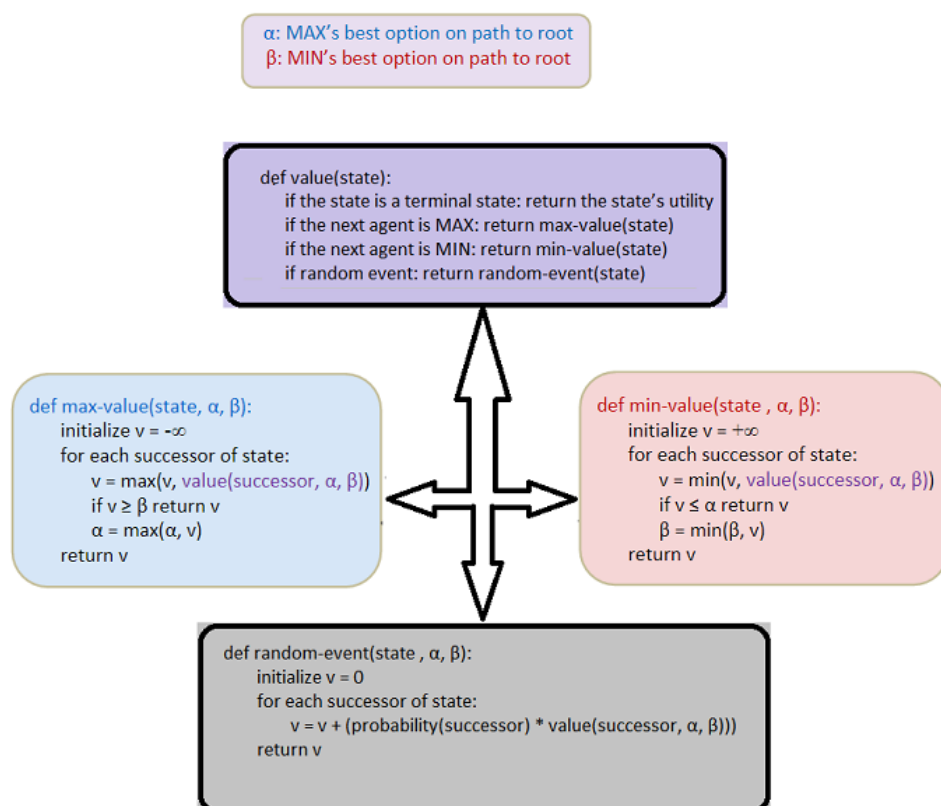 α: MAX's best option on path to root
β: MIN's best option on path to root
def value(state):
if the state is a terminal state: return the state's utility
if the next agent is MAX: return max-value(state)
if the next agent is MIN: return min-value(state)
if random event: return random-event(state)
def max-value(state, α, β):
initialize v = -∞
for each successor of state:
v = max(v, value(successor, α, β))
if v ≥ β return v
α = max(α, v)
return v
def min-value(state , α, β):
initialize v = +∞
for each successor of state:
v = min(v, value(successor, α, β))
if v ≤ α return v
β = min(β, v)
return v
def random-event(state , α, β):
initialize v = 0
for each successor of state:
v = v + (probability(successor) * value(successor, α, β)))
return v